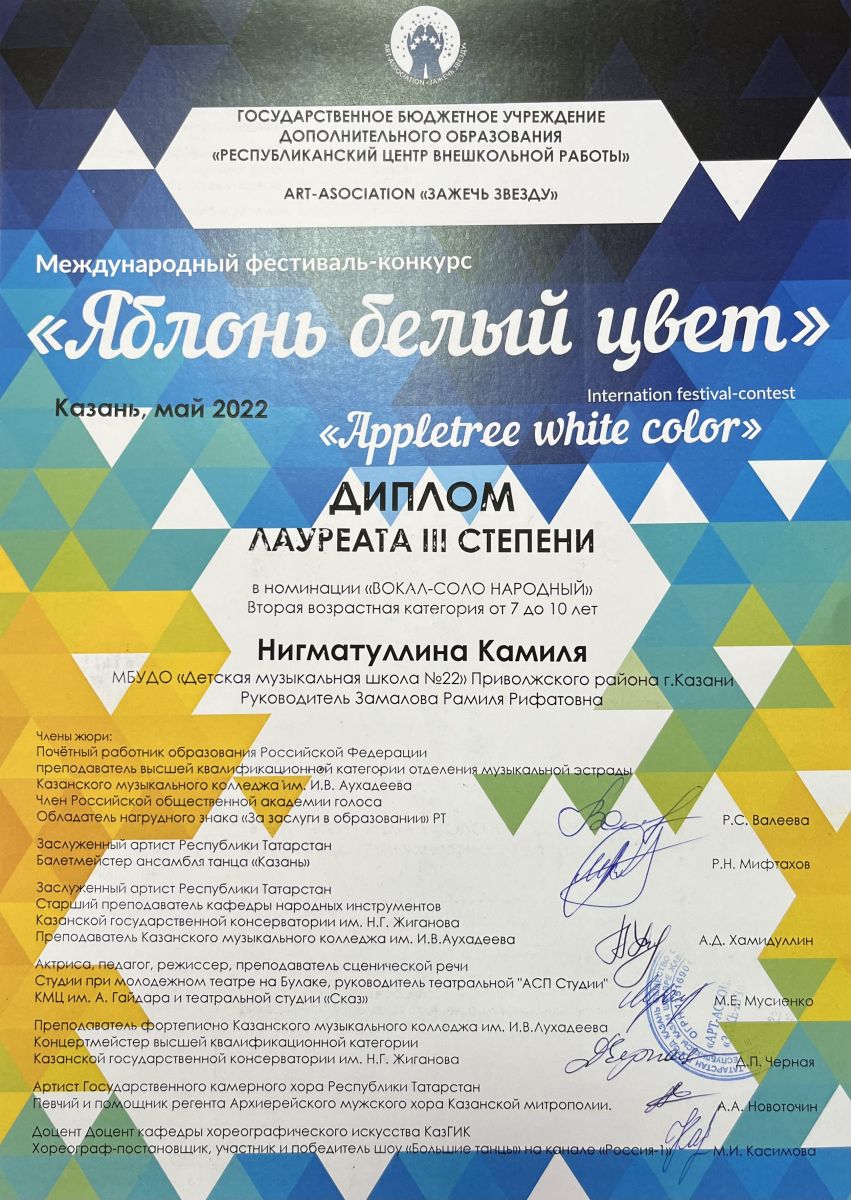 ART-ASSOCIATION «ЗАЖЕЧЬ ЗВЕЗДУ»
ГОСУДАРСТВЕННОЕ БЮДЖЕТНОЕ УЧРЕЖДЕНИЕ
ДОПОЛНИТЕЛЬНОГО ОБРАЗОВАНИЯ
«РЕСПУБЛИКАНСКИЙ ЦЕНТР ВНЕШКОЛЬНОЙ РАБОТЫ»
ART-ASOCIATION «ЗАЖЕЧЬ ЗВЕЗДУ»
Международный фестиваль-конкурс
«Яблонь белый цвет»
Internation festival-contest
Казань, май 2022
«Appletree white color»
ДИПЛОМ
ЛАУРЕАТА III СТЕПЕНИ
в номинации «ВОКАЛ-СОЛО НАРОДНЫЙ»
Вторая возрастная категория от 7 до 10 лет
Нигматуллина Камиля
МБУДО «Детская музыкальная школа №22» Приволжского района г.Казани
Руководитель Замалова Рамиля Рифатовна
Члены жюри:
Почётный работник образования Российской Федерации
преподаватель высшей квалификационной категории отделения музыкальной эстрады
Казанского музыкального колледжа им. И.В. Аухадеева
Член Российской общественной академии голоса
Обладатель нагрудного знака «За заслуги в образовании» РТ Р.С. Валеева
Заслуженный артист Республики Татарстан
Балетмейстер ансамбля танца «Казань» Р.Н. Мифтахов
Заслуженный артист Республики Татарстан
Старший преподаватель кафедры народных инструментов
Казанской государственной консерватории им. Н.Г. Жиганова
Преподаватель Казанского музыкального колледжа им. И.В.Аухадеева А.Д. Хамидуллин
Актриса, педагог, режиссер, преподаватель сценической речи
Студии при молодежном театре на Булаке, руководитель театральной "АСП Студии"
КМЦ им. А. Гайдара и театральной студии «Сказ» М.Е. Мусиенко
Преподаватель фортепиано Казанского музыкального колледжа им. И.В.Аухадеева
Концертмейстер высшей квалификационной категории
Казанской государственной консерватории им. Н.Г. Жиганова Д.П. Черная
Артист Государственного камерного хора Республики Татарстан
Певчий и помощник регента Архиерейского мужского хора Казанской митрополии. А.А. Новоточин
Доцент Доцент кафедры хореографического искусства КазГИК
Хореограф-постановщик, участник и победитель шоу «Большие танцы» на канале «Россия-1» М.И. Касимова